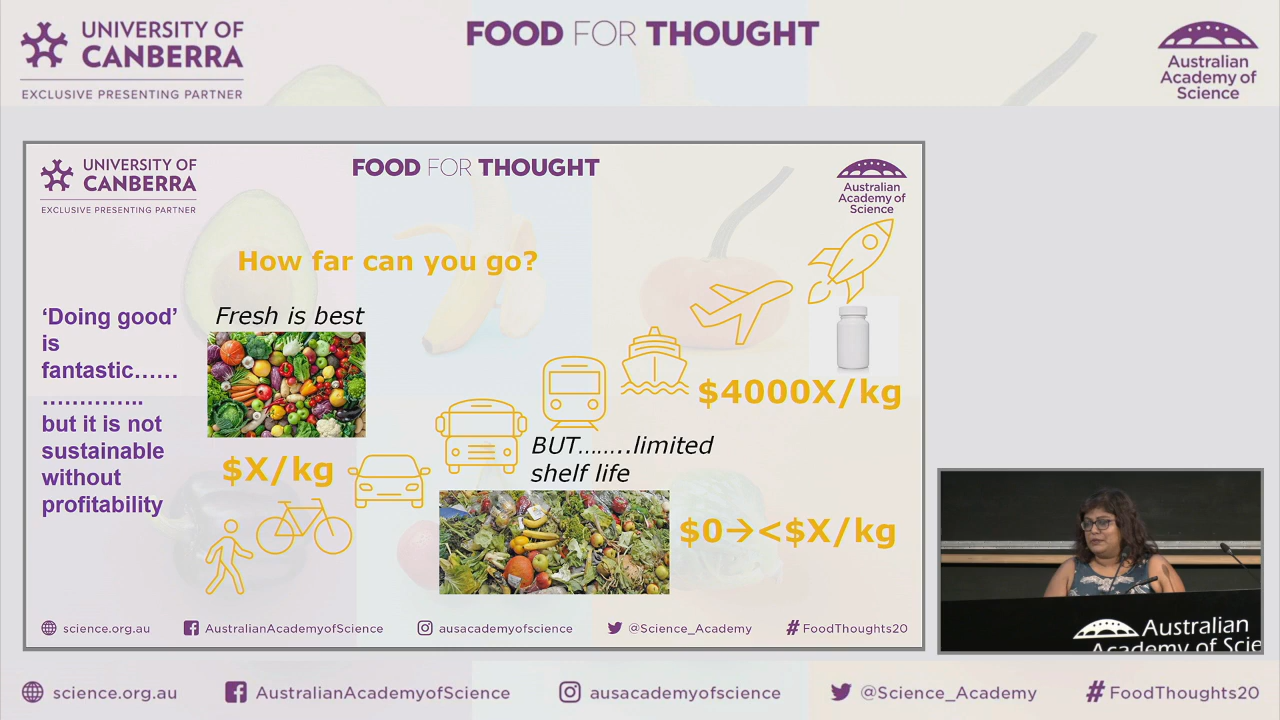 UNIVERSITY OF
CANBERRA
EXCLUSIVE PRESENTING PARTNER
FOOD FOR THOUGHT
Australian
Academy of
Science
UNIVERSITY OF
CANBERRA
EXCLUSIVE PRESENTING PARTNER
FOOD FOR THOUGHT
Australian
Academy of
Science
How far can you go?
‘Doing good’
is
fantastic……
…………..
but it is not
sustainable
without
profitability
Fresh is best
$X/kg
$4000X/kg
BUT……..limited
shelf life
$0→<$X/kg
science.org.au
AustralianAcademyofScience
ausacademyofscience
@Science_Academy
#FoodThoughts20
Australian
Academy of Scie
science.org.au
AustralianAcademyofScience
ausacademyofscience
@Science_Academy
#FoodThoughts20